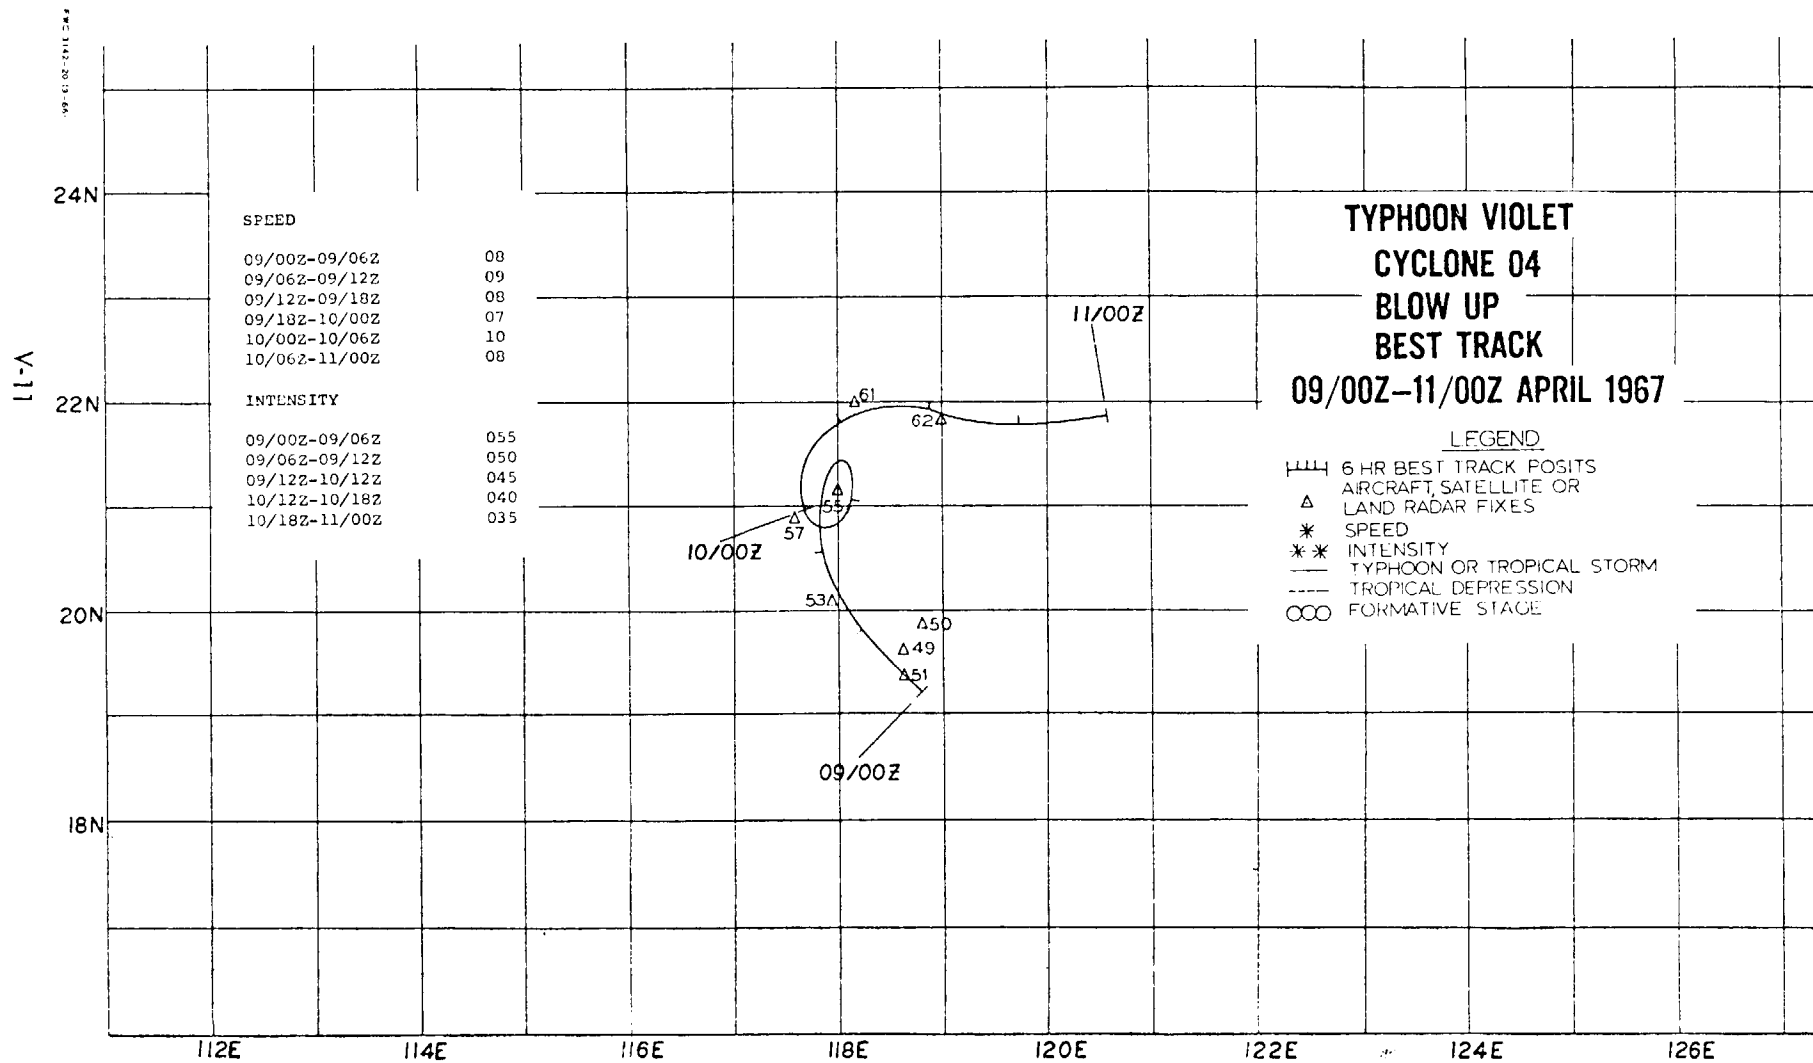 V-11
24N
22N
20N
18N
112E 114E 116E 118E 120E 122E 124E 126E
SPEED
09/00Z-09/06Z 08
09/06Z-09/12Z 09
09/12Z-09/18Z 08
09/18Z-10/00Z 07
10/00Z-10/06Z 10
10/06Z-11/00Z 08
INTENSITY
09/00Z-09/06Z 055
09/06Z-09/12Z 050
09/12Z-10/12Z 045
10/12Z-10/18Z 040
10/18Z-11/00Z 035
11/00Z
61
62
55
57
10/00Z
53
50
49
51
09/00Z
TYPHOON VIOLET
CYCLONE 04
BLOW UP
BEST TRACK
09/00Z-11/00Z APRIL 1967
LEGEND
6 HR BEST TRACK POSITS
AIRCRAFT, SATELLITE OR
LAND RADAR FIXES
SPEED
INTENSITY
TYPHOON OR TROPICAL STORM
TROPICAL DEPRESSION
FORMATIVE STAGE